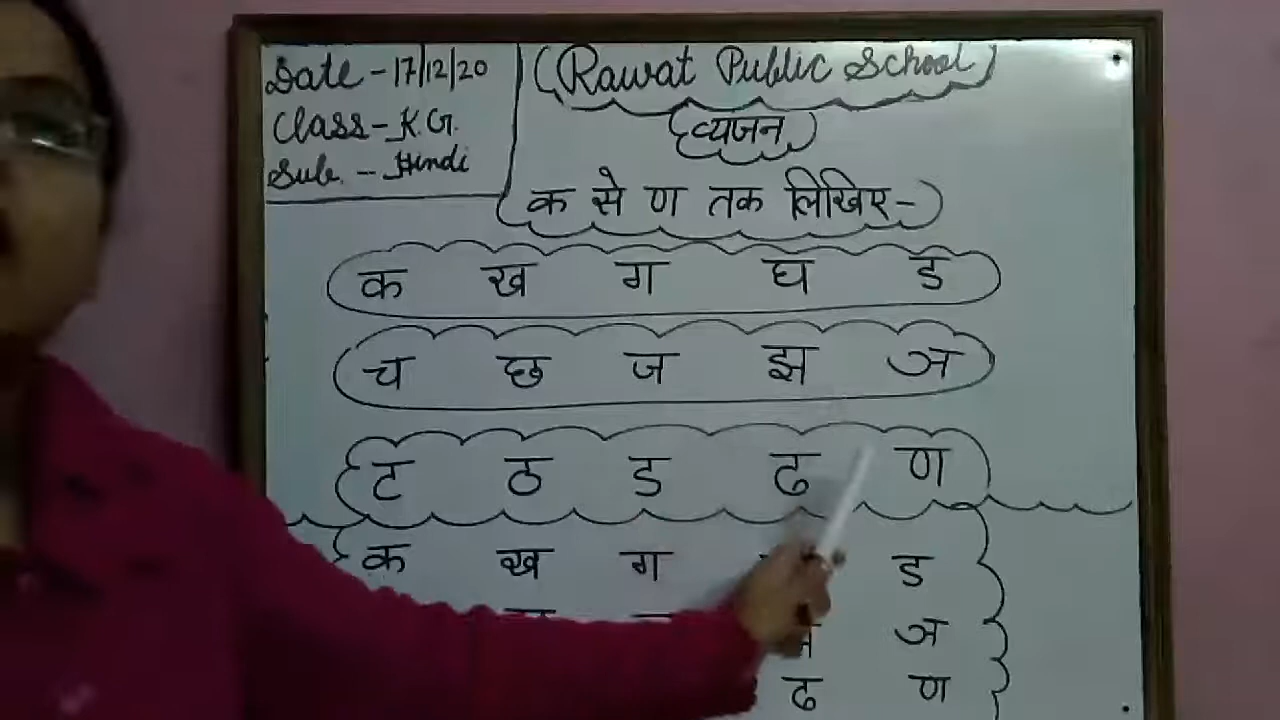 Date - 17/12/20
Class - K.G.
Sub. - Hindi
(Rawat Public School)
व्यजन
क से ण तक लिखिए-
क ख ग घ ड
च छ ज झ ञ
ट ठ ड ढ ण
क ख ग ड
ञ
ढ ण